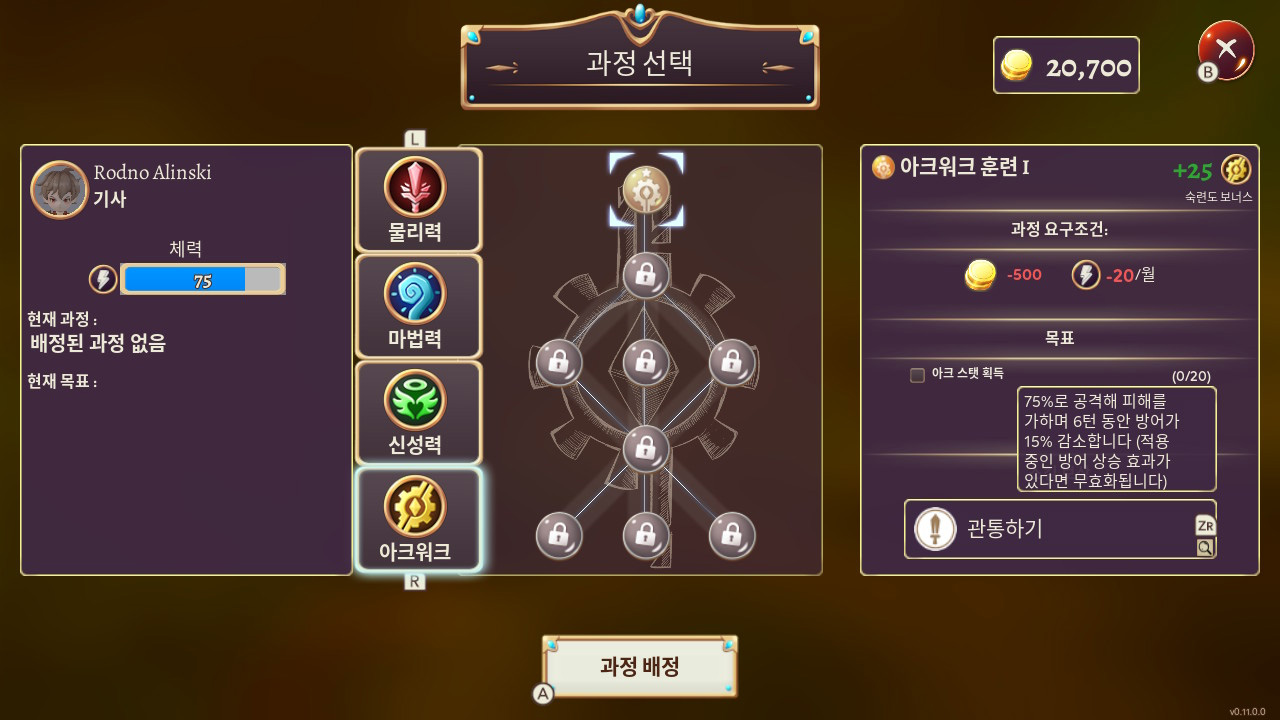 과정 선택
20,700
B
Rodno Alinski
기사
체력
75
현재 과정 :
배정된 과정 없음
현재 목표 :
L
물리력
마법력
신성력
아크워크
R
아크워크 훈련 I
+25
숙련도 보너스
과정 요구조건:
-500
-20/월
목표
아크 스탯 획득
(0/20)
75%로 공격해 피해를
가하며 6턴 동안 방어가
15% 감소합니다 (적용
중인 방어 상승 효과가
있다면 무효화됩니다)
관통하기
ZR
과정 배정
A
v0.11.0.0